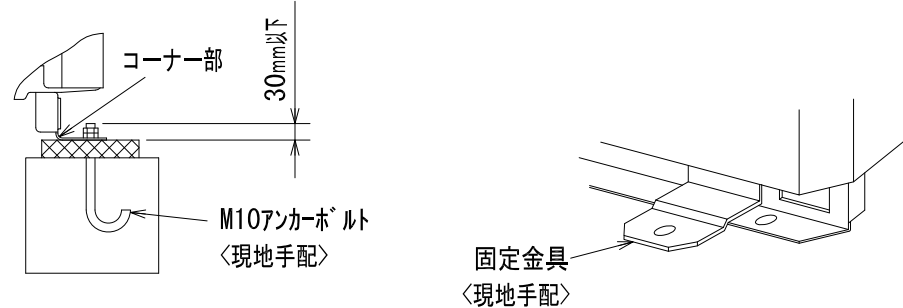 コーナー部
30mm以下
M10アンカーボルト
〈現地手配〉
固定金具
〈現地手配〉